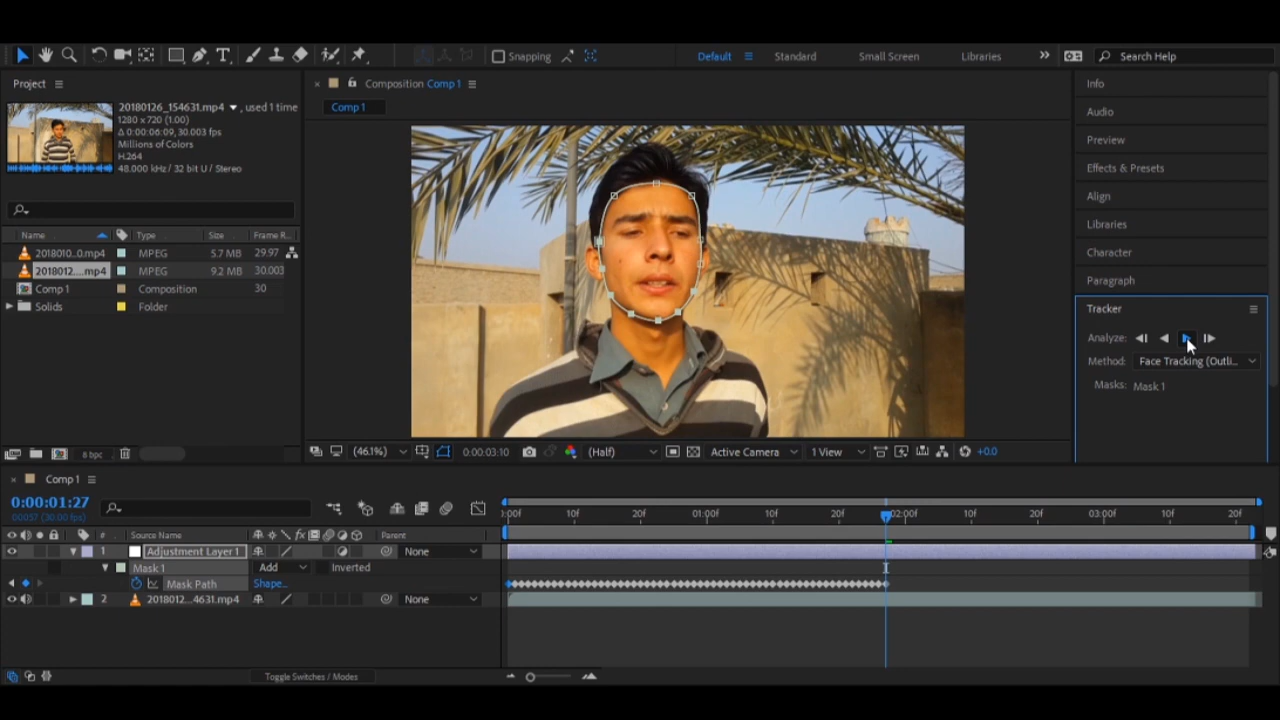 Snapping
Default
Standard
Small Screen
Libraries
Search Help
Project
20180126_154631.mp4 , used 1 time
1280 x 720 (1.00)
Δ 0:00:06:09, 30.003 fps
Millions of Colors
H.264
48.000 kHz / 32 bit U / Stereo
Name Type Size Frame R...
2018010...0.mp4 MPEG 5.7 MB 29.97
2018012....mp4 MPEG 9.2 MB 30.003
Comp 1 Composition 30
Solids Folder
8 bpc
Composition Comp 1
Comp 1
(46.1%) 0:00:03:10 (Half) Active Camera 1 View +0.0
Info
Audio
Preview
Effects & Presets
Align
Libraries
Character
Paragraph
Tracker
Analyze:
Method: Face Tracking (Outli...
Masks: Mask 1
Comp 1
0:00:01:27
00057 (30.00 fps)
:00f 10f 20f 01:00f 10f 20f 02:00f 10f 20f 03:00f 10f 20f
# Source Name Parent
1 Adjustment Layer 1 None
Mask 1 Add Inverted
Mask Path Shape...
2 2018012...4631.mp4 None
Toggle Switches / Modes